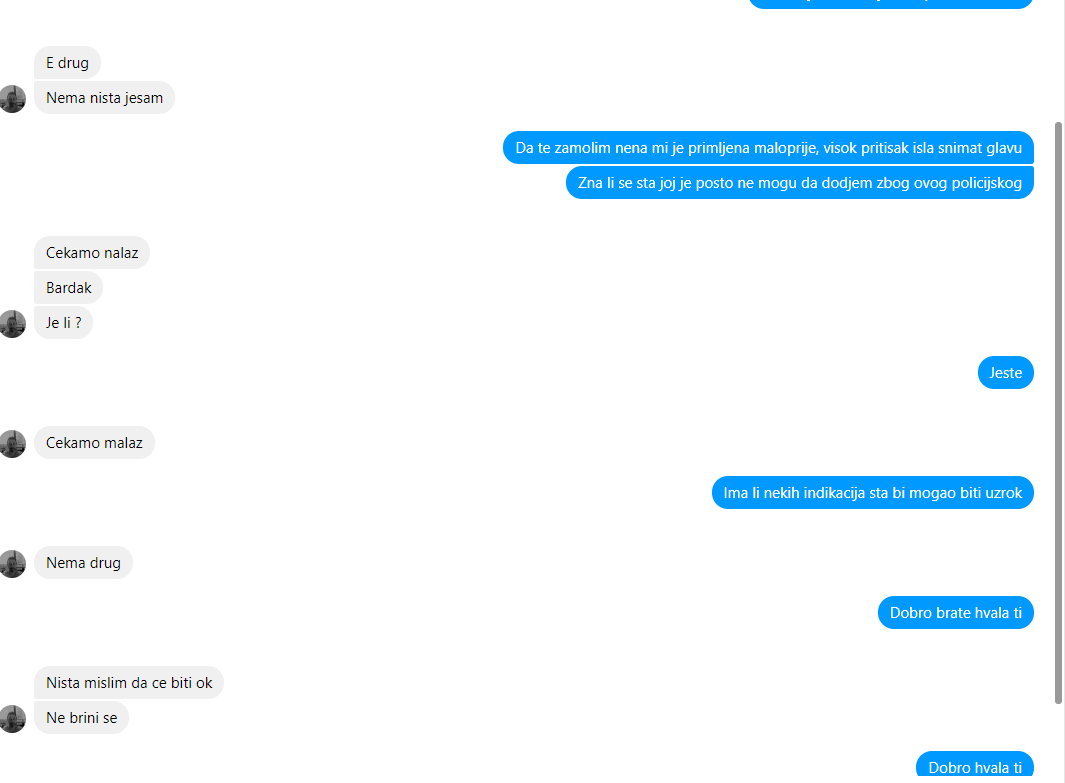 E drug
Nema nista jesam
Da te zamolim nena mi je primljena maloprije, visok pritisak isla snimat glavu
Zna li se sta joj je posto ne mogu da dodjem zbog ovog policijskog
Cekamo nalaz
Bardak
Je li ?
Jeste
Cekamo malaz
Ima li nekih indikacija sta bi mogao biti uzrok
Nema drug
Dobro brate hvala ti
Nista mislim da ce biti ok
Ne brini se
Dobro hvala ti